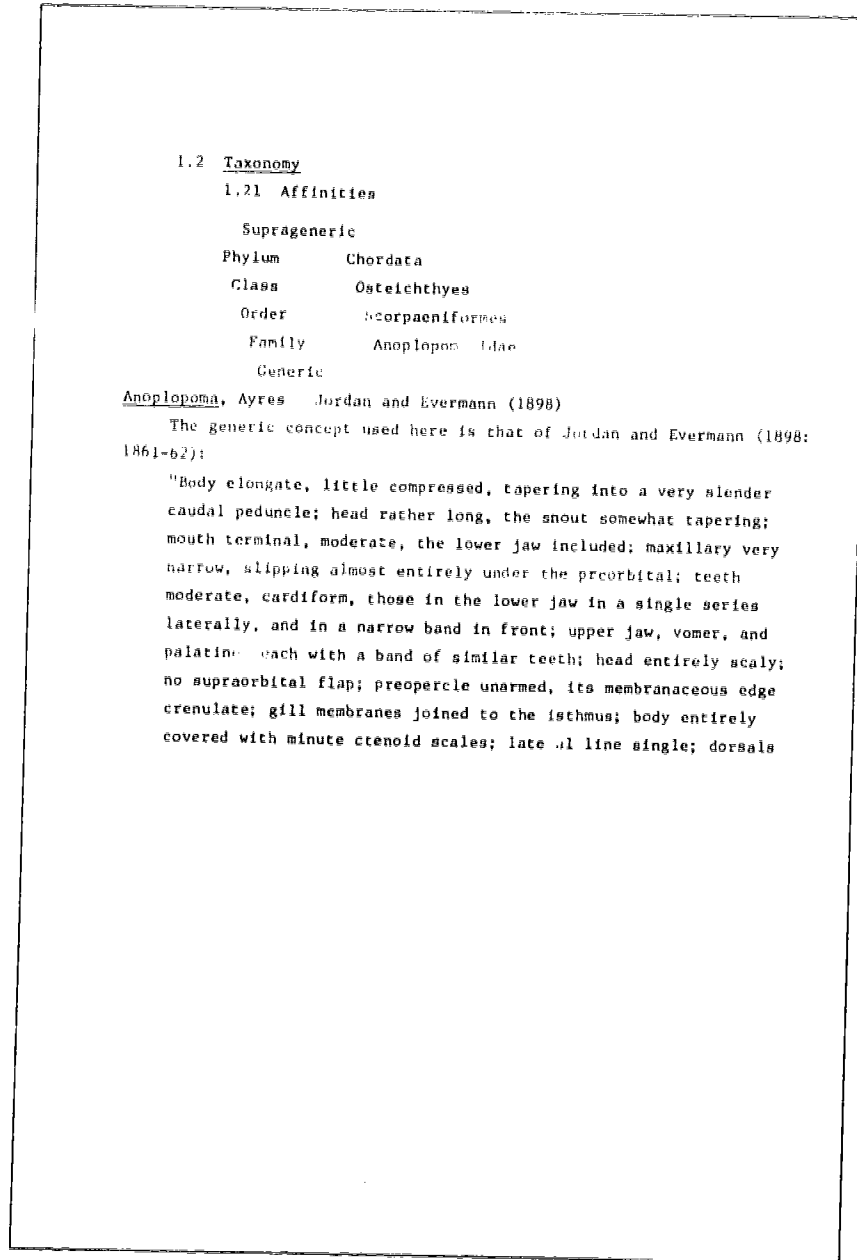 1.2 Taxonomy
1.21 Affinities
Suprageneric
Phylum Chordata
Class Osteichthyes
Order Scorpaeniformes
Family
Generic
Anoplopoma, Ayres Jordan and Evermann (1898)
The generic concept used here is that of Jordan and Evermann (1898:
1861-62):
"Body elongate, little compressed, tapering into a very slender
caudal peduncle; head rather long, the snout somewhat tapering;
mouth terminal, moderate, the lower jaw included; maxillary very
narrow, slipping almost entirely under the preorbital; teeth
moderate, cardiform, those in the lower jaw in a single series
laterally, and in a narrow band in front; upper jaw, vomer, and
each with a band of similar teeth; head entirely scaly;
no supraorbital flap; preopercle unarmed, its membranaceous edge
crenulate; gill membranes joined to the isthmus; body entirely
covered with minute ctenoid scales; line single; dorsals